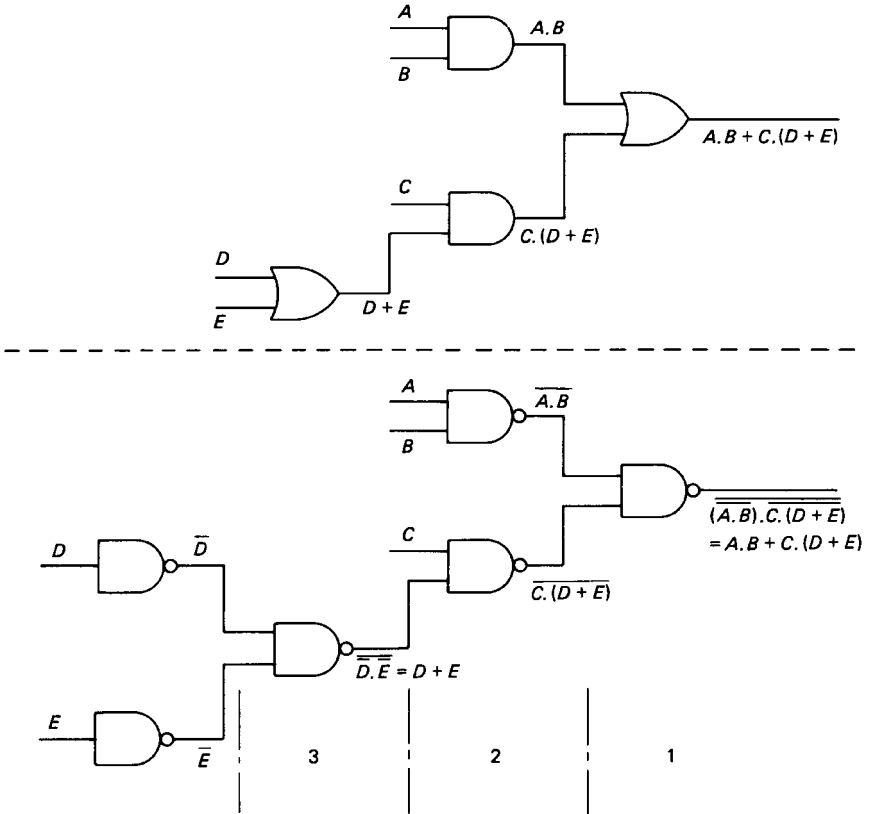 A
A.B
B
A.B + C.(D + E)
C
C.(D + E)
D
D + E
E
A
A̅.̅B̅
B
(A̅.̅B̅).C.(D + E)
= A.B + C.(D + E)
C
D
D̅
C̅.̅(̅D̅ ̅+̅ ̅E̅)̅
D̅.E̅ = D + E
E
E̅
3
2
1